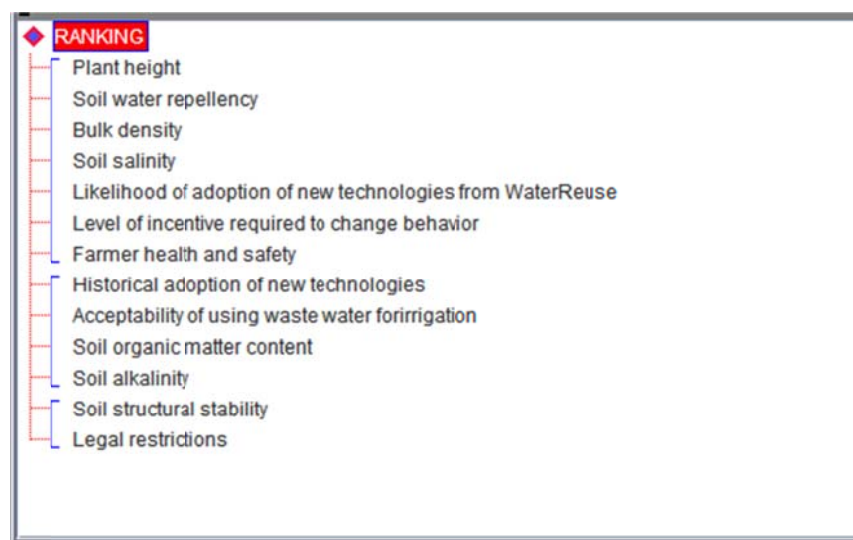 RANKING
Plant height
Soil water repellency
Bulk density
Soil salinity
Likelihood of adoption of new technologies from WaterReuse
Level of incentive required to change behavior
Farmer health and safety
Historical adoption of new technologies
Acceptability of using waste water forirrigation
Soil organic matter content
Soil alkalinity
Soil structural stability
Legal restrictions